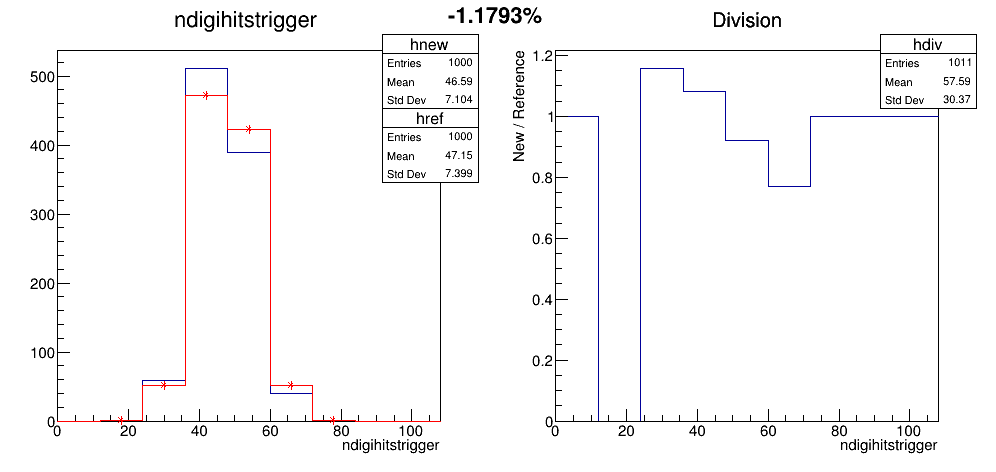 -1.1793%
ndigihitstrigger
hnew
Entries 1000
Mean 46.59
Std Dev 7.104
href
Entries 1000
Mean 47.15
Std Dev 7.399
500
400
300
200
100
0
0 20 40 60 80 100
ndigihitstrigger
Division
hdiv
Entries 1011
Mean 57.59
Std Dev 30.37
New / Reference
1.2
1
0.8
0.6
0.4
0.2
0
0 20 40 60 80 100
ndigihitstrigger